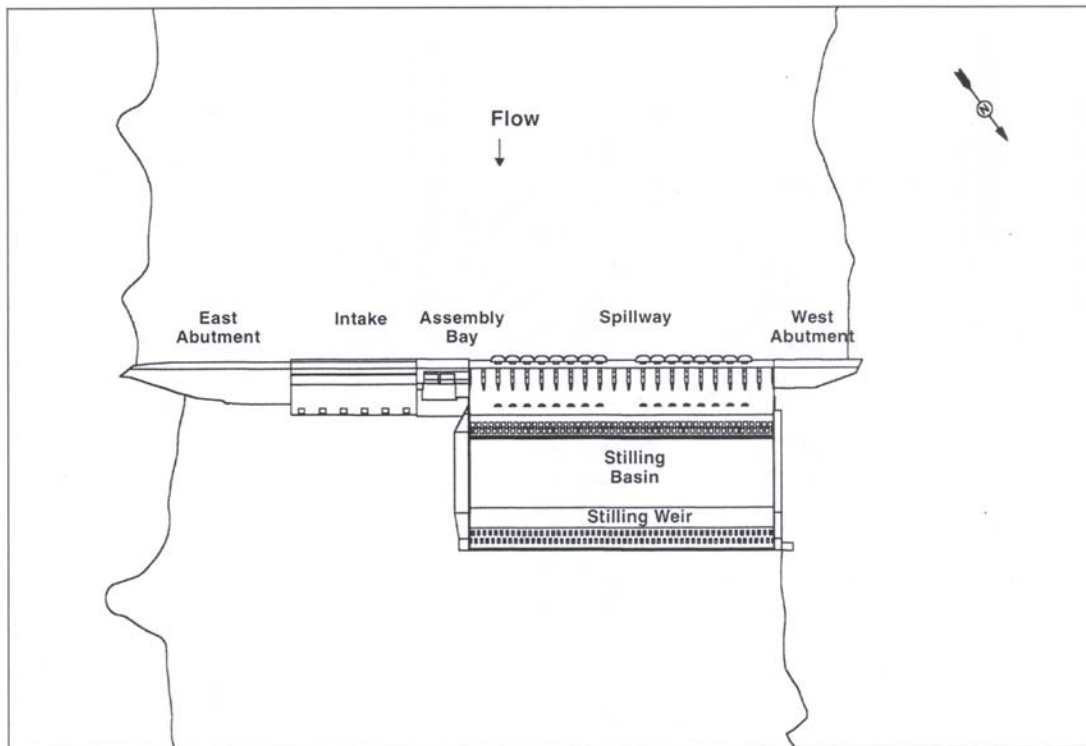 Flow
East
Abutment
Intake
Assembly
Bay
Spillway
West
Abutment
Stilling
Basin
Stilling Weir
N